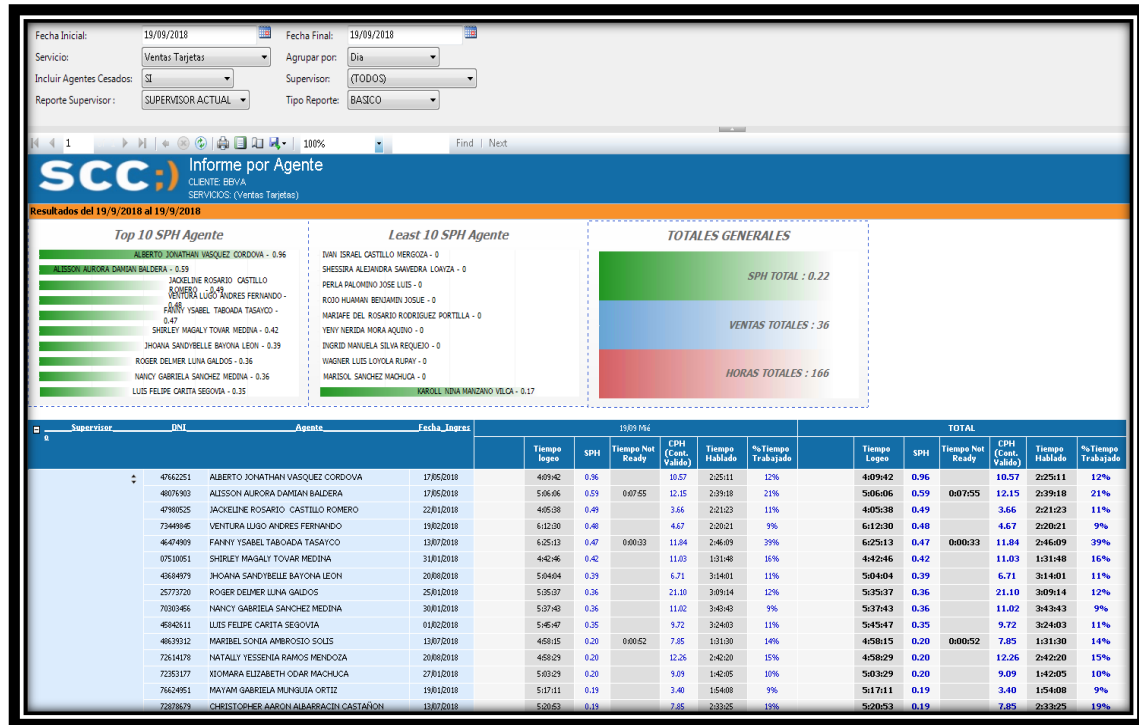 Fecha Inicial: 19/09/2018 Fecha Final: 19/09/2018
Servicio: Ventas Tarjetas Agrupar por: Dia
Incluir Agentes Cesados: SI Supervisor: (TODOS)
Reporte Supervisor : SUPERVISOR ACTUAL Tipo Reporte: BASICO
1 100% Find | Next
SCC;) Informe por Agente
CLIENTE: BBVA
SERVICIOS: (Ventas Tarjetas)
Resultados del 19/9/2018 al 19/9/2018
Top 10 SPH Agente
ALBERTO JONATHAN VASQUEZ CORDOVA - 0.96
ALISSON AURORA DAMIAN BALDERA - 0.59
JACKELINE ROSARIO CASTILLO
ROMERO - 0.49
VENTURA LUGO ANDRES FERNANDO -
0.48
FANNY YSABEL TABOADA TASAYCO -
0.47
SHIRLEY MAGALY TOVAR MEDINA - 0.42
JHOANA SANDYBELLE BAYONA LEON - 0.39
ROGER DELMER LUNA GALDOS - 0.36
NANCY GABRIELA SANCHEZ MEDINA - 0.36
LUIS FELIPE CARITA SEGOVIA - 0.35
Least 10 SPH Agente
IVAN ISRAEL CASTILLO MERGOZA - 0
SHESSIRA ALEJANDRA SAAVEDRA LOAYZA - 0
PERLA PALOMINO JOSE LUIS - 0
ROJO HUAMAN BENJAMIN JOSUE - 0
MARIAFE DEL ROSARIO RODRIGUEZ PORTILLA - 0
YENY NERIDA MORA AQUINO - 0
INGRID MANUELA SILVA REQUEJO - 0
WAGNER LUIS LOYOLA RUPAY - 0
MARISOL SANCHEZ MACHUCA - 0
KAROLL NINA MANZANO VILCA - 0.17
TOTALES GENERALES
SPH TOTAL : 0.22
VENTAS TOTALES : 36
HORAS TOTALES : 166
Supervisor DNI Agente Fecha_Ingres 19/09 Mié TOTAL
o
Tiempo logeo SPH Tiempo Not Ready CPH (Cont. Valido) Tiempo Hablado %Tiempo Trabajado Tiempo Logeo SPH Tiempo Not Ready CPH (Cont. Valido) Tiempo Hablado %Tiempo Trabajado
47662251 ALBERTO JONATHAN VASQUEZ CORDOVA 17/05/2018 4:09:42 0.96 10.57 2:25:11 12% 4:09:42 0.96 10.57 2:25:11 12%
48076903 ALISSON AURORA DAMIAN BALDERA 17/05/2018 5:06:06 0.59 0:07:55 12.15 2:39:18 21% 5:06:06 0.59 0:07:55 12.15 2:39:18 21%
47980525 JACKELINE ROSARIO CASTILLO ROMERO 22/01/2018 4:05:38 0.49 3.66 2:21:23 11% 4:05:38 0.49 3.66 2:21:23 11%
73449845 VENTURA LUGO ANDRES FERNANDO 19/02/2018 6:12:30 0.48 4.67 2:20:21 9% 6:12:30 0.48 4.67 2:20:21 9%
46474909 FANNY YSABEL TABOADA TASAYCO 13/07/2018 6:25:13 0.47 0:00:33 11.84 2:46:09 39% 6:25:13 0.47 0:00:33 11.84 2:46:09 39%
07510051 SHIRLEY MAGALY TOVAR MEDINA 31/01/2018 4:42:46 0.42 11.03 1:31:48 16% 4:42:46 0.42 11.03 1:31:48 16%
43684979 JHOANA SANDYBELLE BAYONA LEON 20/08/2018 5:04:04 0.39 6.71 3:14:01 11% 5:04:04 0.39 6.71 3:14:01 11%
25773720 ROGER DELMER LUNA GALDOS 25/01/2018 5:35:37 0.36 21.10 3:09:14 12% 5:35:37 0.36 21.10 3:09:14 12%
70303456 NANCY GABRIELA SANCHEZ MEDINA 30/01/2018 5:37:43 0.36 11.02 3:43:43 9% 5:37:43 0.36 11.02 3:43:43 9%
45842611 LUIS FELIPE CARITA SEGOVIA 01/02/2018 5:45:47 0.35 9.72 3:24:03 11% 5:45:47 0.35 9.72 3:24:03 11%
48639312 MARIBEL SONIA AMBROSIO SOLIS 13/07/2018 4:58:15 0.20 0:00:52 7.85 1:31:30 14% 4:58:15 0.20 0:00:52 7.85 1:31:30 14%
72614178 NATALLY YESSENIA RAMOS MENDOZA 20/08/2018 4:58:29 0.20 12.26 2:42:20 15% 4:58:29 0.20 12.26 2:42:20 15%
72353177 XIOMARA ELIZABETH ODAR MACHUCA 27/01/2018 5:03:29 0.20 9.09 1:42:05 10% 5:03:29 0.20 9.09 1:42:05 10%
76624951 MAYAM GABRIELA MUNGUIA ORTIZ 19/01/2018 5:17:11 0.19 3.40 1:54:08 9% 5:17:11 0.19 3.40 1:54:08 9%
72878679 CHRISTOPHER AARON ALBARRACIN CASTAÑON 13/07/2018 5:20:53 0.19 7.85 2:33:25 19% 5:20:53 0.19 7.85 2:33:25 19%